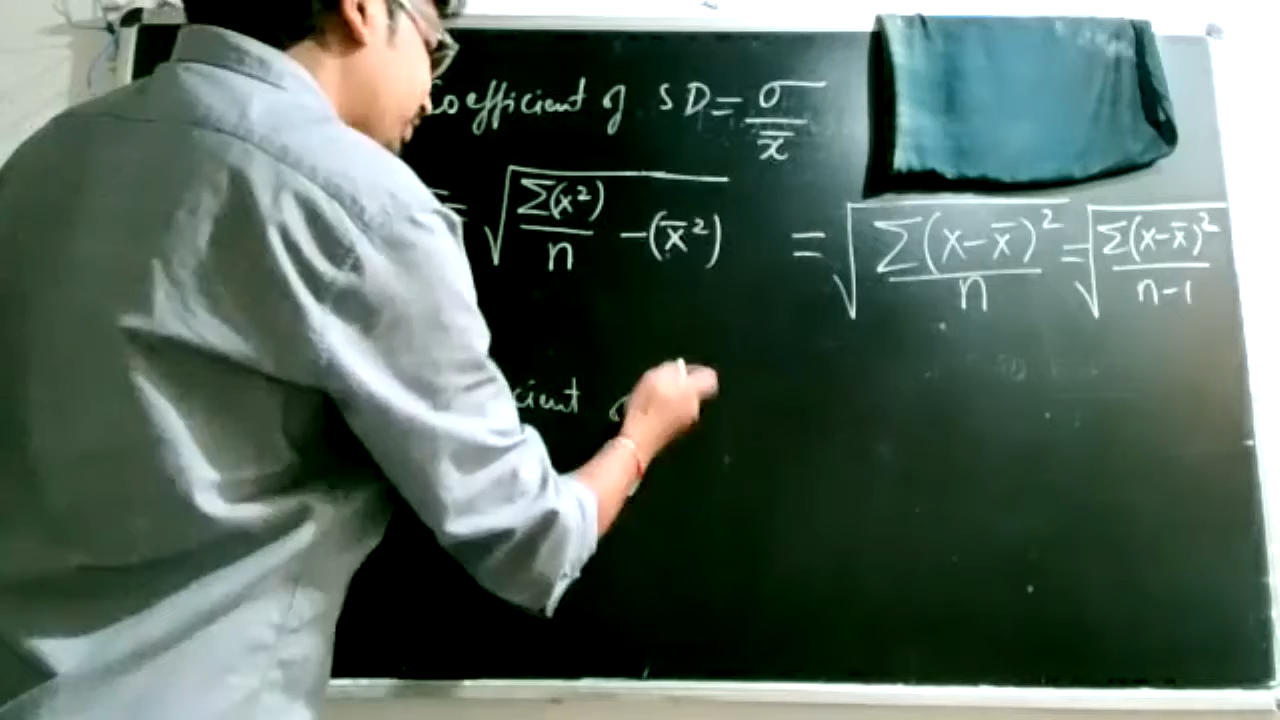 Coefficient of SD = σ / x̄
= √(Σ(x²)/n − (x̄²)) = √(Σ(x−x̄)²/n) = √(Σ(x−x̄)²/(n−1))
cient